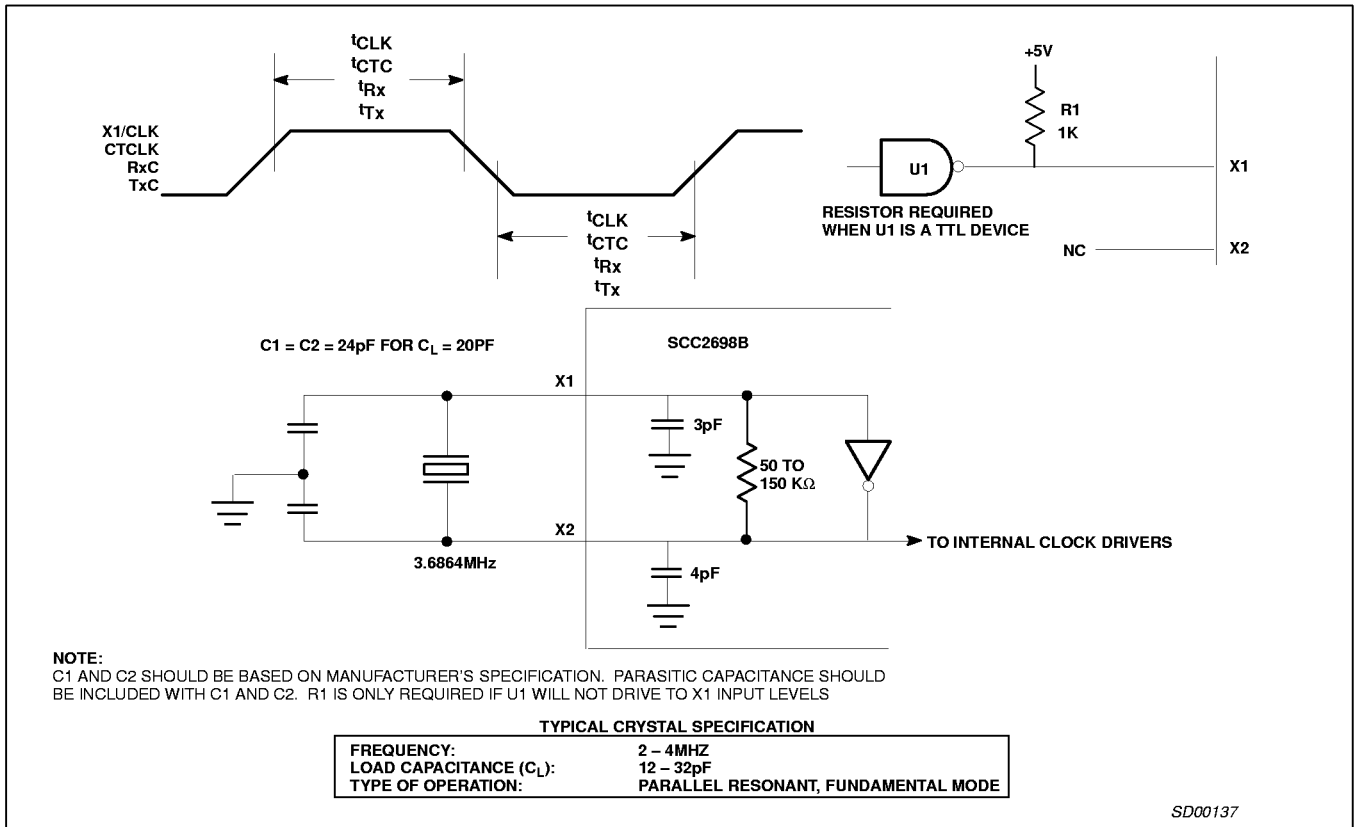 tCLK
tCTC
tRx
tTx
X1/CLK
CTCLK
RxC
TxC
tCLK
tCTC
tRx
tTx
+5V
R1
1K
U1
X1
RESISTOR REQUIRED
WHEN U1 IS A TTL DEVICE
NC
X2
C1 = C2 = 24pF FOR CL = 20PF
SCC2698B
X1
3pF
50 TO
150 KΩ
X2
TO INTERNAL CLOCK DRIVERS
3.6864MHz
4pF
NOTE:
C1 AND C2 SHOULD BE BASED ON MANUFACTURER'S SPECIFICATION. PARASITIC CAPACITANCE SHOULD
BE INCLUDED WITH C1 AND C2. R1 IS ONLY REQUIRED IF U1 WILL NOT DRIVE TO X1 INPUT LEVELS
TYPICAL CRYSTAL SPECIFICATION
FREQUENCY: 2 – 4MHZ
LOAD CAPACITANCE (CL): 12 – 32pF
TYPE OF OPERATION: PARALLEL RESONANT, FUNDAMENTAL MODE
SD00137